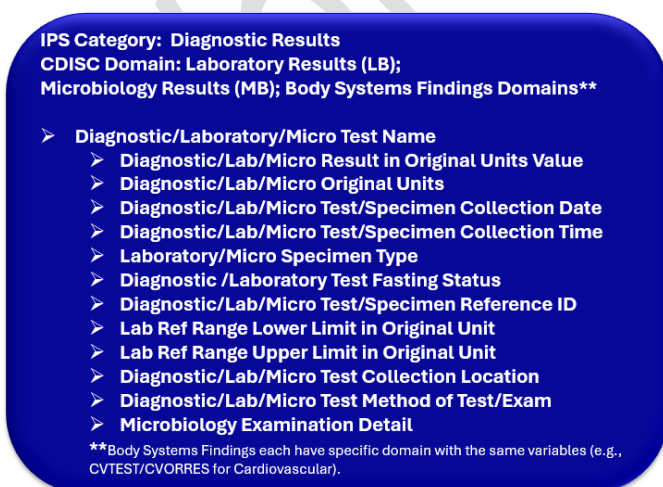 IPS Category: Diagnostic Results
CDISC Domain: Laboratory Results (LB);
Microbiology Results (MB); Body Systems Findings Domains**
➢ Diagnostic/Laboratory/Micro Test Name
➢ Diagnostic/Lab/Micro Result in Original Units Value
➢ Diagnostic/Lab/Micro Original Units
➢ Diagnostic/Lab/Micro Test/Specimen Collection Date
➢ Diagnostic/Lab/Micro Test/Specimen Collection Time
➢ Laboratory/Micro Specimen Type
➢ Diagnostic /Laboratory Test Fasting Status
➢ Diagnostic/Lab/Micro Test/Specimen Reference ID
➢ Lab Ref Range Lower Limit in Original Unit
➢ Lab Ref Range Upper Limit in Original Unit
➢ Diagnostic/Lab/Micro Test Collection Location
➢ Diagnostic/Lab/Micro Test Method of Test/Exam
➢ Microbiology Examination Detail
**Body Systems Findings each have specific domain with the same variables (e.g.,
CVTEST/CVORRES for Cardiovascular).